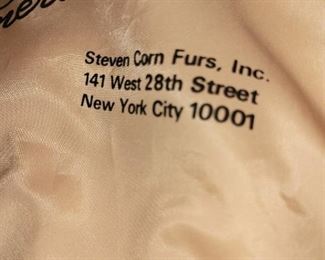 Steven Corn Furs, Inc.
141 West 28th Street
New York City 10001